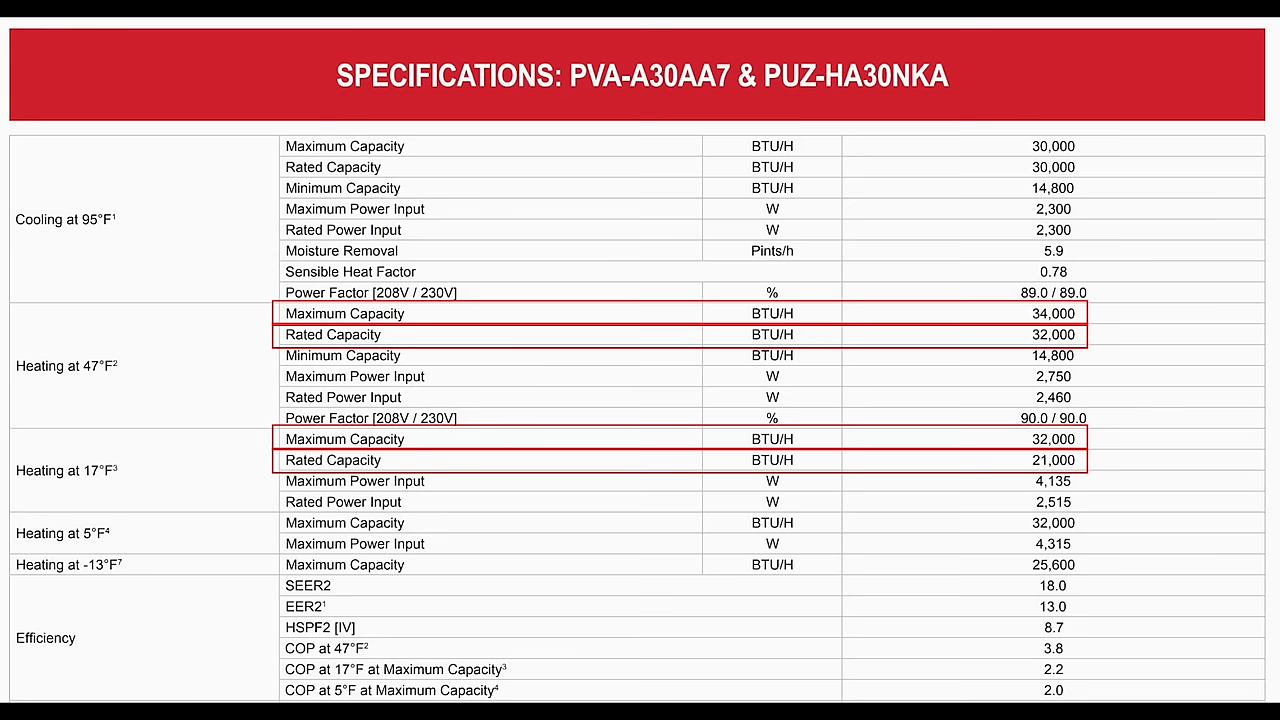 SPECIFICATIONS: PVA-A30AA7 & PUZ-HA30NKA
Cooling at 95°F¹
Maximum Capacity BTU/H 30,000
Rated Capacity BTU/H 30,000
Minimum Capacity BTU/H 14,800
Maximum Power Input W 2,300
Rated Power Input W 2,300
Moisture Removal Pints/h 5.9
Sensible Heat Factor 0.78
Power Factor [208V / 230V] % 89.0 / 89.0
Heating at 47°F²
Maximum Capacity BTU/H 34,000
Rated Capacity BTU/H 32,000
Minimum Capacity BTU/H 14,800
Maximum Power Input W 2,750
Rated Power Input W 2,460
Power Factor [208V / 230V] % 90.0 / 90.0
Heating at 17°F³
Maximum Capacity BTU/H 32,000
Rated Capacity BTU/H 21,000
Maximum Power Input W 4,135
Rated Power Input W 2,515
Heating at 5°F⁴
Maximum Capacity BTU/H 32,000
Maximum Power Input W 4,315
Heating at -13°F⁷ Maximum Capacity BTU/H 25,600
Efficiency
SEER2 18.0
EER2¹ 13.0
HSPF2 [IV] 8.7
COP at 47°F² 3.8
COP at 17°F at Maximum Capacity³ 2.2
COP at 5°F at Maximum Capacity⁴ 2.0